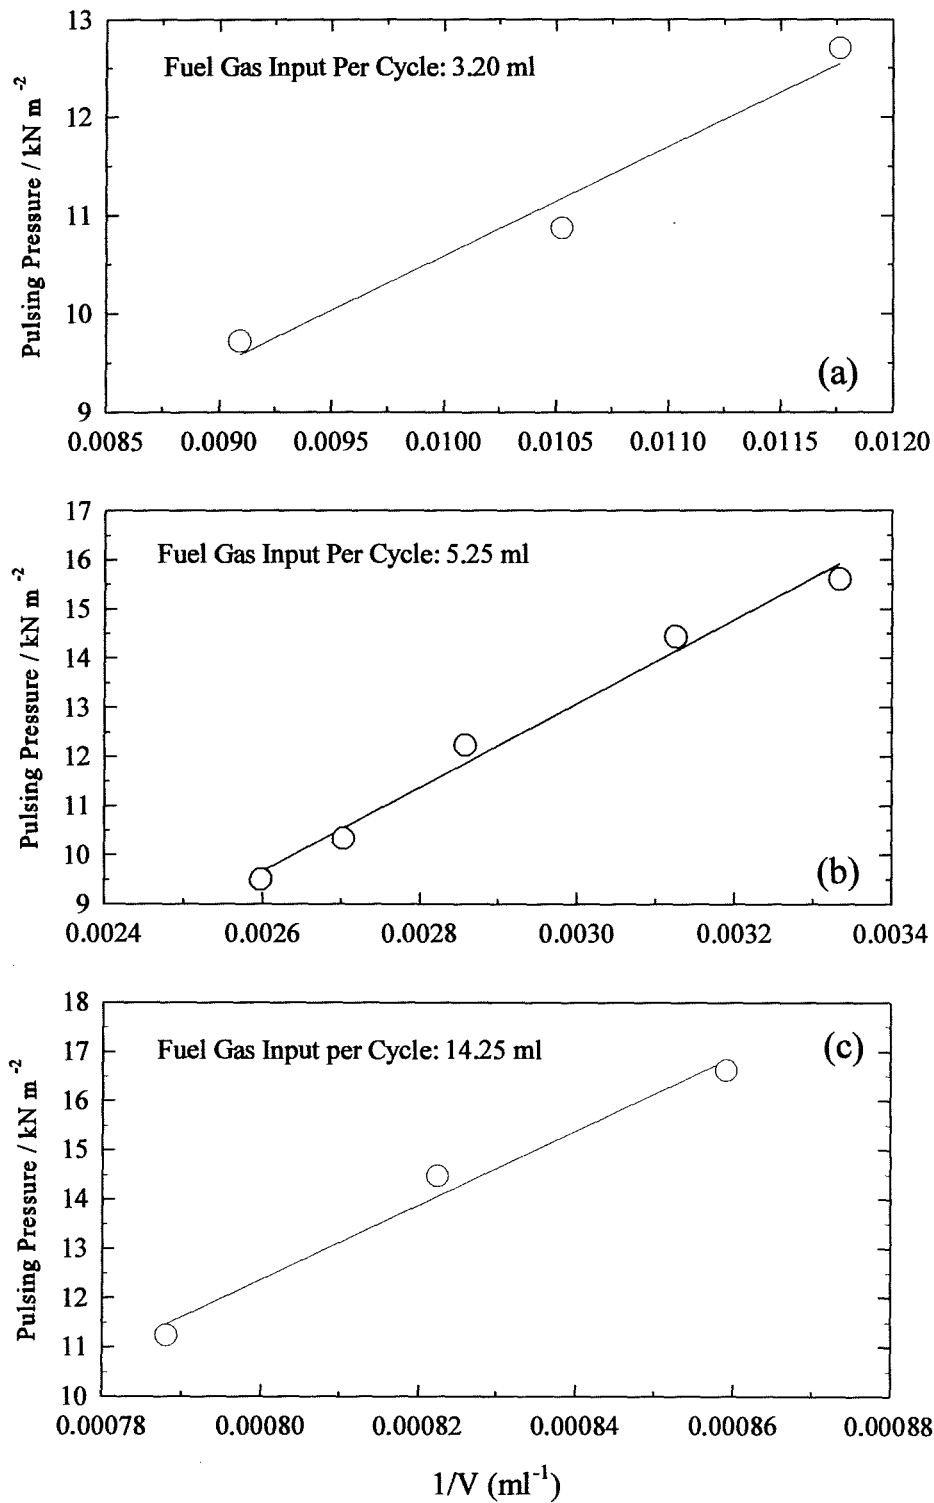 13
Fuel Gas Input Per Cycle: 3.20 ml
12
11
10
9
Pulsing Pressure / kN m-2
(a)
0.0085 0.0090 0.0095 0.0100 0.0105 0.0110 0.0115 0.0120
17
Fuel Gas Input Per Cycle: 5.25 ml
16
15
14
13
12
11
10
9
Pulsing Pressure / kN m-2
(b)
0.0024 0.0026 0.0028 0.0030 0.0032 0.0034
18
Fuel Gas Input per Cycle: 14.25 ml
(c)
17
16
15
14
13
12
11
10
Pulsing Pressure / kN m-2
0.00078 0.00080 0.00082 0.00084 0.00086 0.00088
1/V (ml-1)